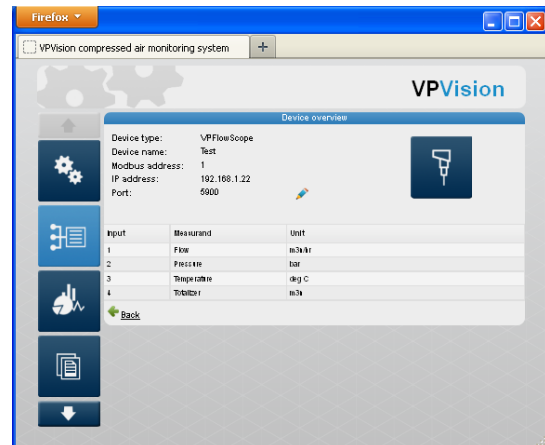 Firefox
VPVision compressed air monitoring system
VPVision
Device overview
Device type: VPFlowScope
Device name: Test
Modbus address: 1
IP address: 192.168.1.22
Port: 5900
Input Measurand Unit
1 Flow m3n/hr
2 Pressure bar
3 Temperature deg C
4 Totalizer m3n
Back